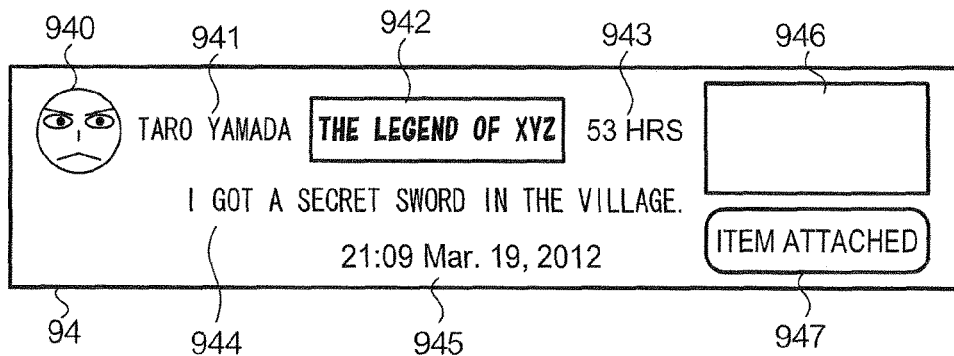 940 941 942 943 946
TARO YAMADA THE LEGEND OF XYZ 53 HRS
I GOT A SECRET SWORD IN THE VILLAGE.
ITEM ATTACHED
21:09 Mar. 19, 2012
94 944 945 947